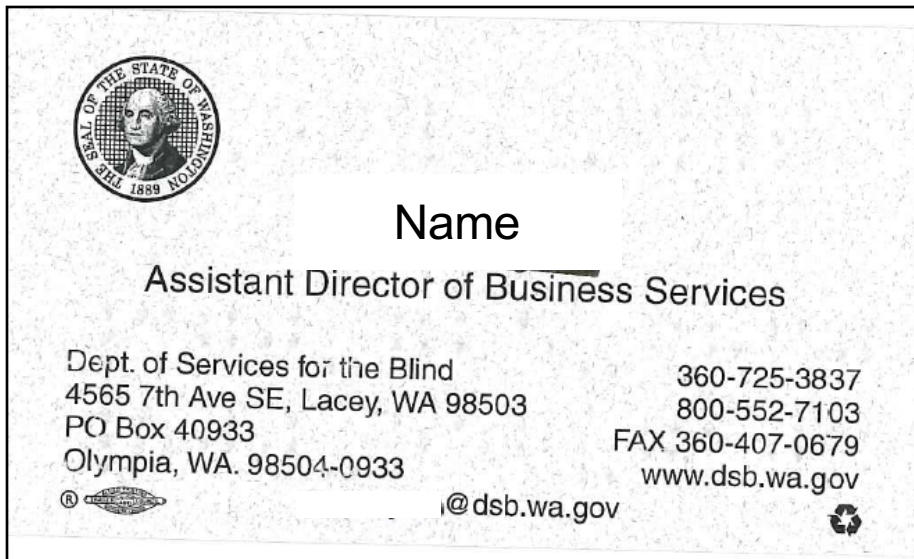 THE SEAL OF THE STATE OF WASHINGTON
1889
Name
Assistant Director of Business Services
Dept. of Services for the Blind
4565 7th Ave SE, Lacey, WA 98503
PO Box 40933
Olympia, WA. 98504-0933
360-725-3837
800-552-7103
FAX 360-407-0679
www.dsb.wa.gov
®
@dsb.wa.gov